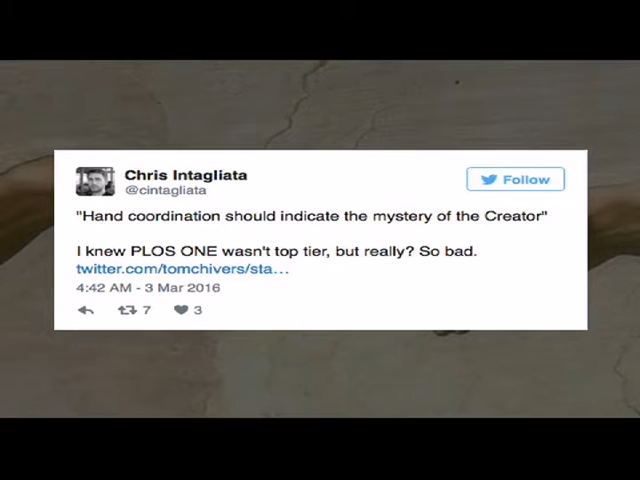 Chris Intagliata
@cintagliata
Follow
"Hand coordination should indicate the mystery of the Creator"
I knew PLOS ONE wasn't top tier, but really? So bad.
twitter.com/tomchivers/sta…
4:42 AM - 3 Mar 2016
7 3